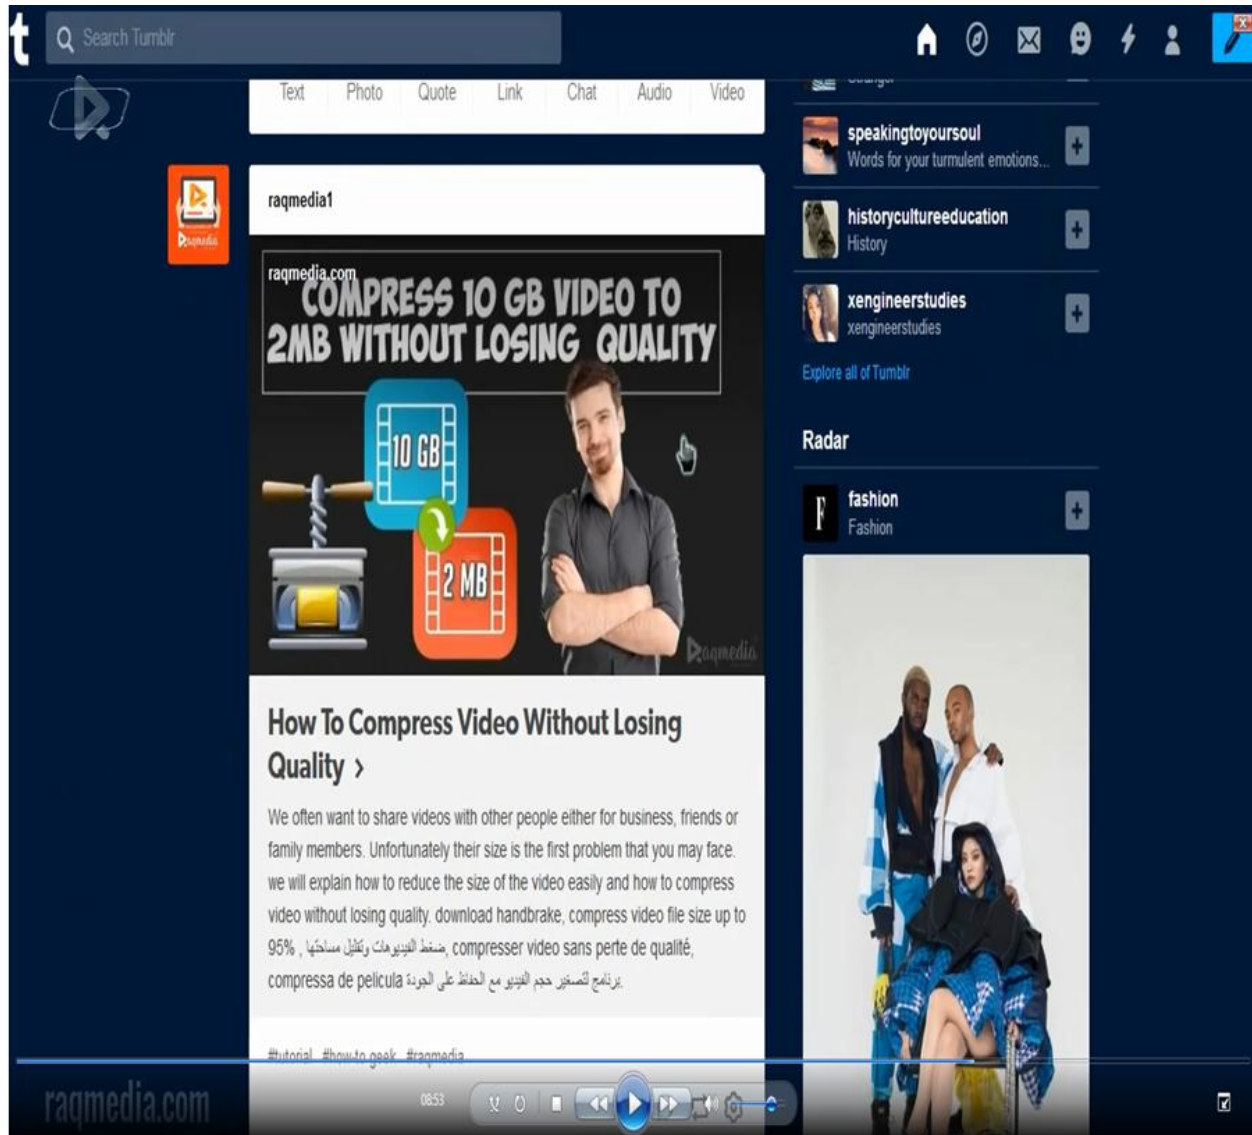 t
Search Tumblr
Text Photo Quote Link Chat Audio Video
raqmedia1
Raqmedia
raqmedia.com
COMPRESS 10 GB VIDEO TO
2MB WITHOUT LOSING QUALITY
10 GB
2 MB
Raqmedia
How To Compress Video Without Losing
Quality >
We often want to share videos with other people either for business, friends or
family members. Unfortunately their size is the first problem that you may face.
we will explain how to reduce the size of the video easily and how to compress
video without losing quality. download handbrake, compress video file size up to
95% , ضغط الفيديوهات وتقليل مساحتها, compresser video sans perte de qualité,
compressa de pelicula برنامج لتصغير حجم الفيديو مع الحفاظ على الجودة.
#tutorial #how-to geek #raqmedia
Stranger
speakingtoyoursoul
Words for your turmulent emotions...
historycultureeducation
History
xengineerstudies
xengineerstudies
Explore all of Tumblr
Radar
F
fashion
Fashion
raqmedia.com
08:53